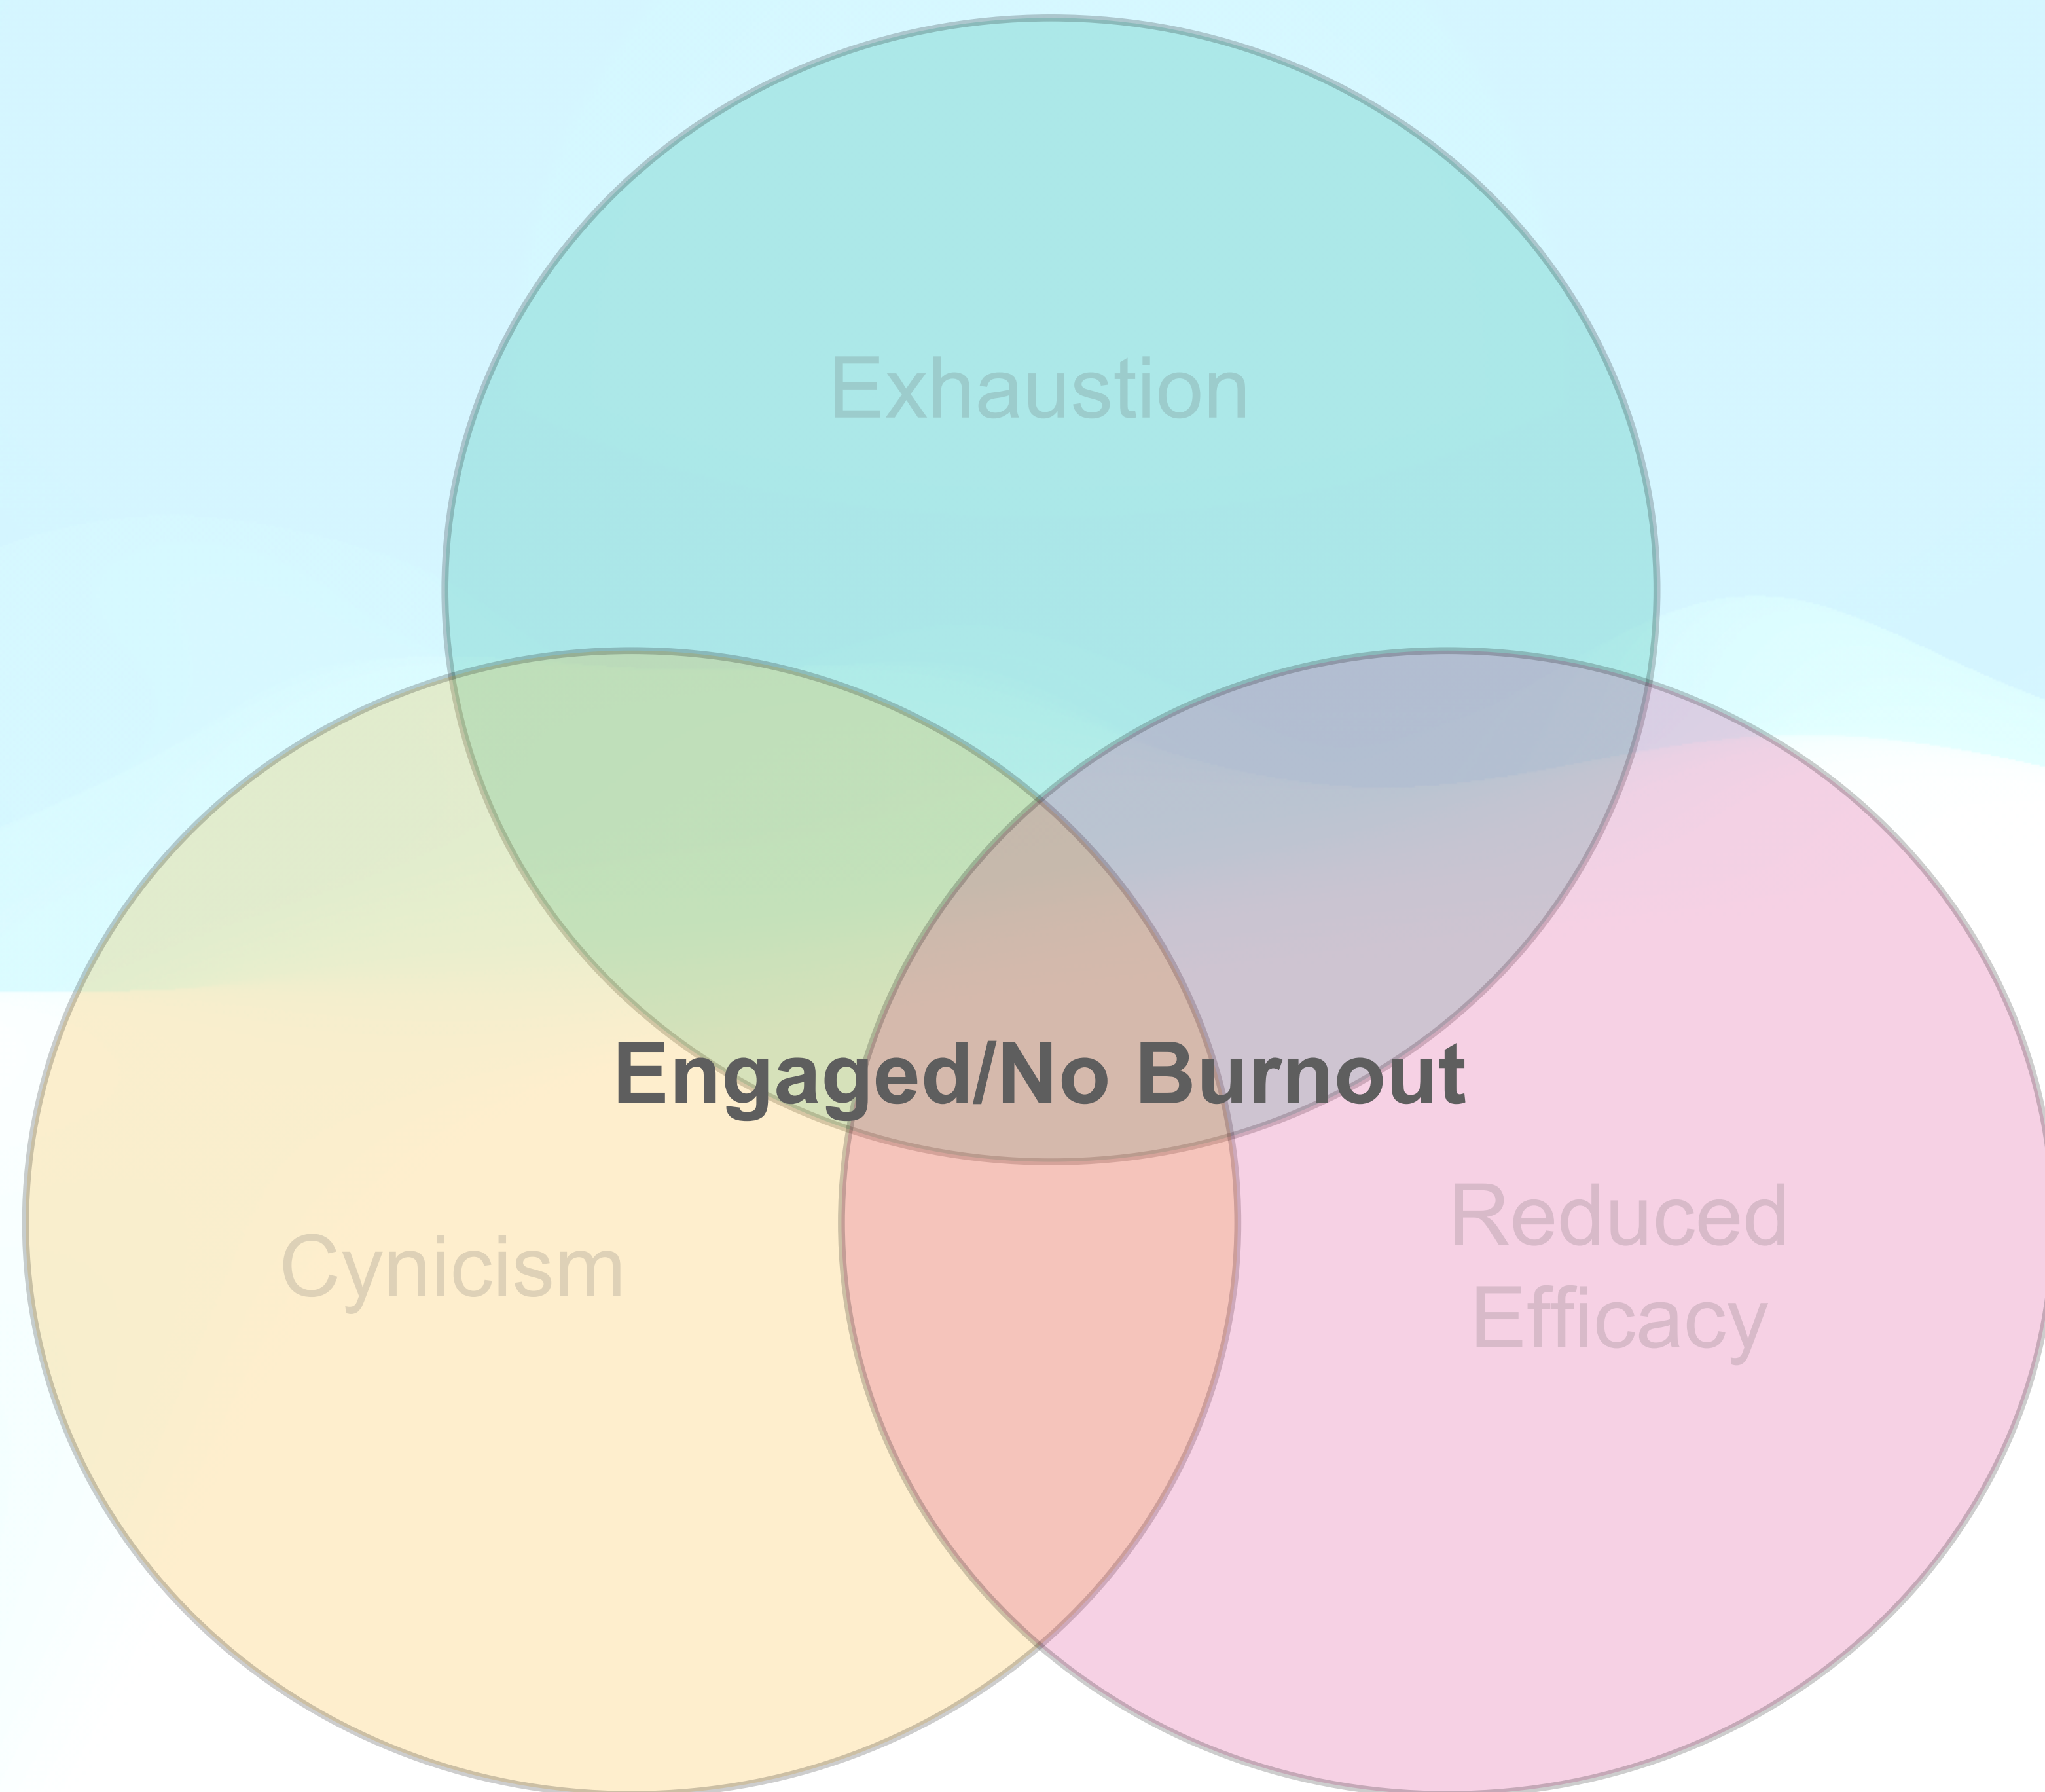 Exhaustion
Engaged/No Burnout
Cynicism
Reduced
Efficacy